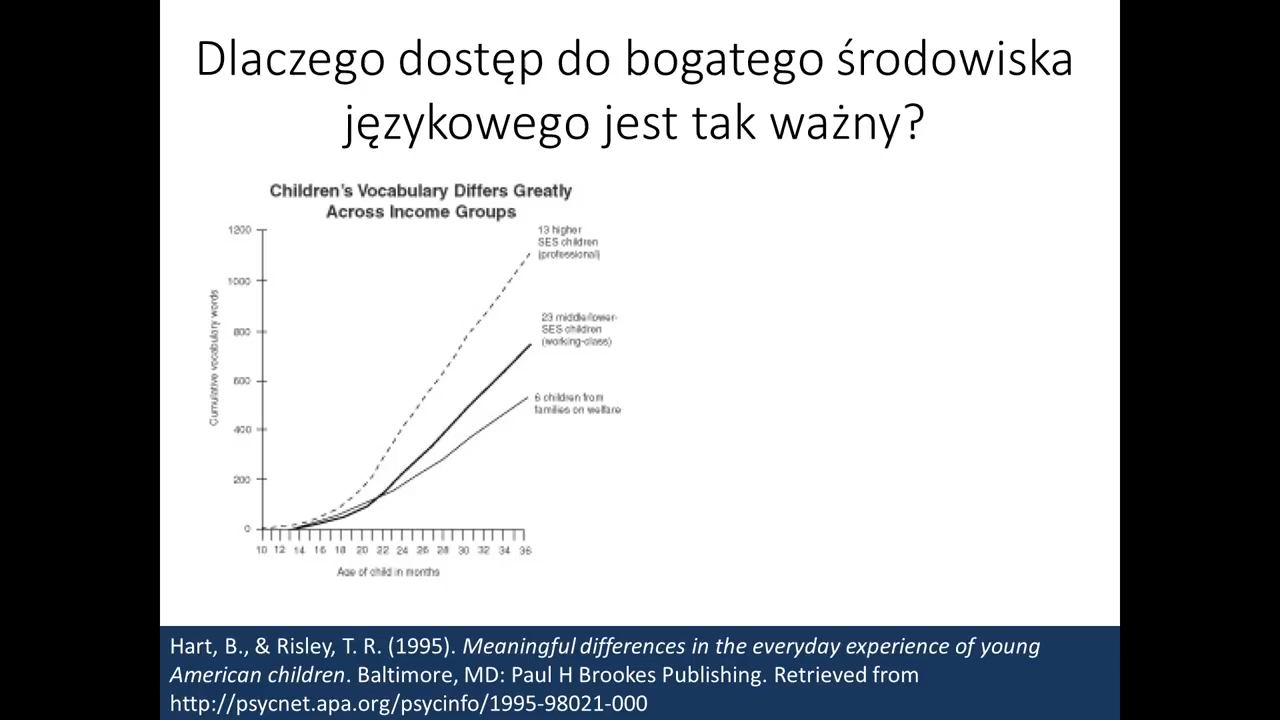 Dlaczego dostęp do bogatego środowiska
językowego jest tak ważny?
Children's Vocabulary Differs Greatly
Across Income Groups
Cumulative vocabulary words
1200
1000
800
600
400
200
0
13 higher
SES children
(professional)
23 middle/lower-
SES children
(working-class)
6 children from
families on welfare
10 12 14 16 18 20 22 24 26 28 30 32 34 36
Age of child in months
Hart, B., & Risley, T. R. (1995). Meaningful differences in the everyday experience of young
American children. Baltimore, MD: Paul H Brookes Publishing. Retrieved from
http://psycnet.apa.org/psycinfo/1995-98021-000